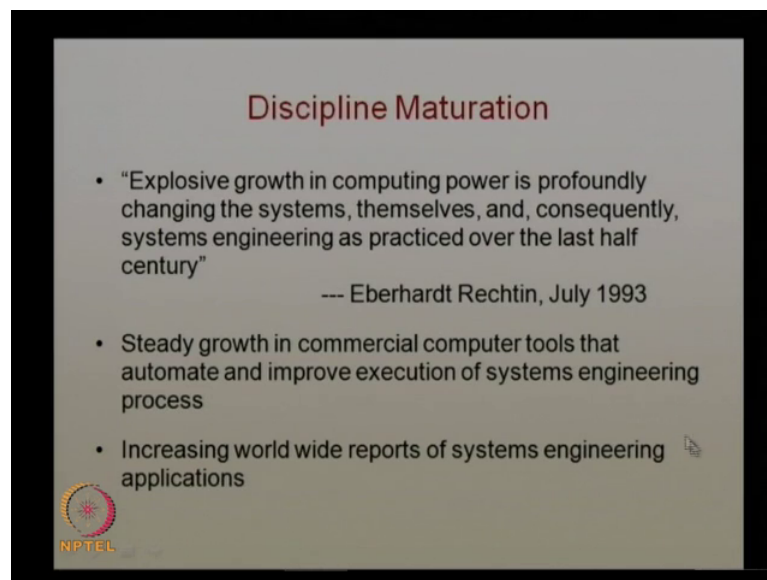 Discipline Maturation
• “Explosive growth in computing power is profoundly
changing the systems, themselves, and, consequently,
systems engineering as practiced over the last half
century”
--- Eberhardt Rechtin, July 1993
• Steady growth in commercial computer tools that
automate and improve execution of systems engineering
process
• Increasing world wide reports of systems engineering
applications
NPTEL